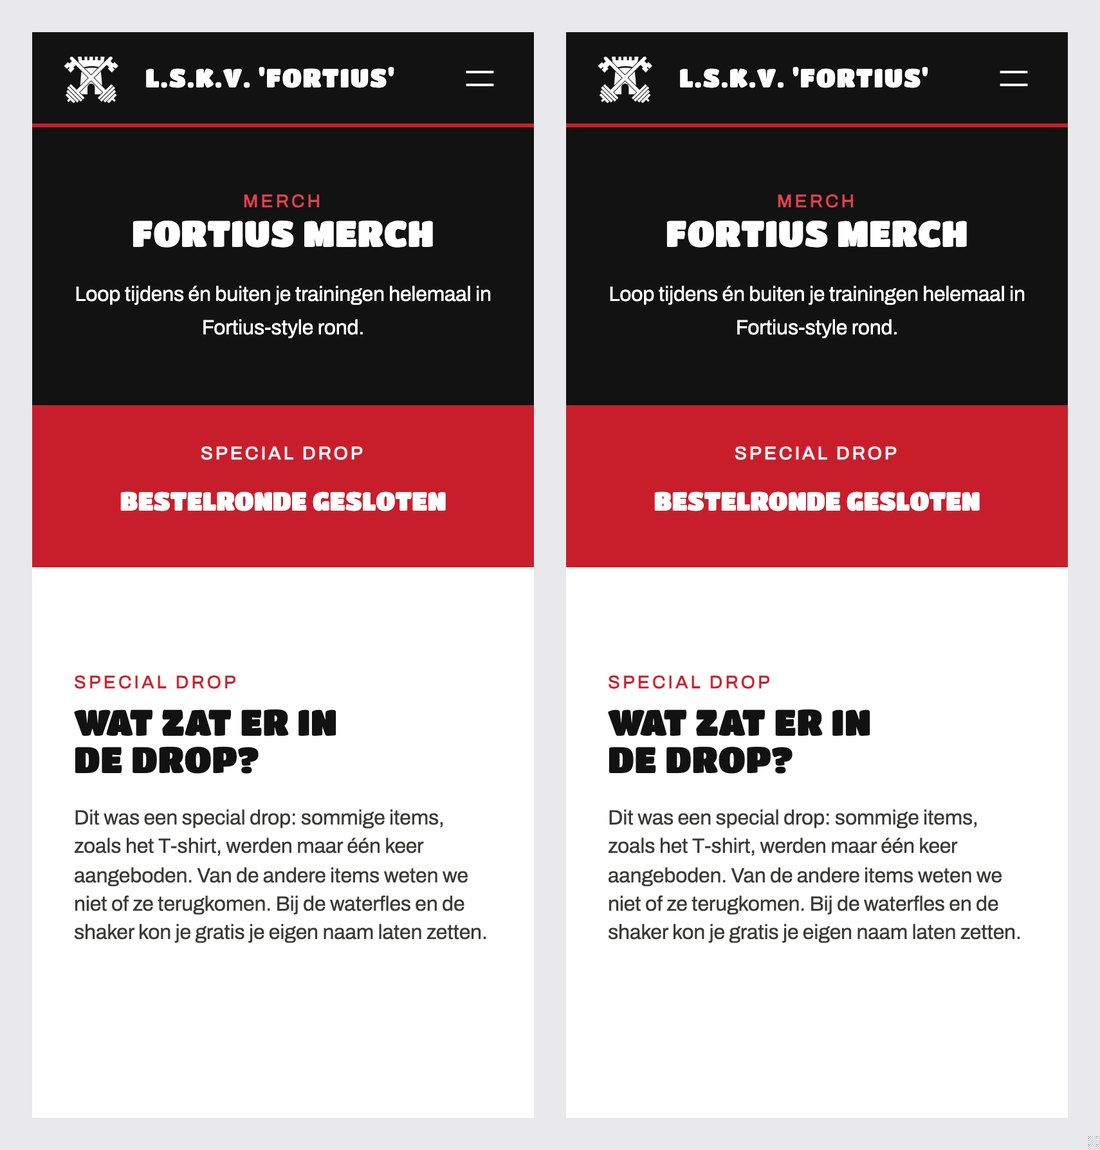 L.S.K.V. 'FORTIUS'
MERCH
FORTIUS MERCH
Loop tijdens én buiten je trainingen helemaal in
Fortius-style rond.
SPECIAL DROP
BESTELRONDE GESLOTEN
SPECIAL DROP
WAT ZAT ER IN
DE DROP?
Dit was een special drop: sommige items,
zoals het T-shirt, werden maar één keer
aangeboden. Van de andere items weten we
niet of ze terugkomen. Bij de waterfles en de
shaker kon je gratis je eigen naam laten zetten.
L.S.K.V. 'FORTIUS'
MERCH
FORTIUS MERCH
Loop tijdens én buiten je trainingen helemaal in
Fortius-style rond.
SPECIAL DROP
BESTELRONDE GESLOTEN
SPECIAL DROP
WAT ZAT ER IN
DE DROP?
Dit was een special drop: sommige items,
zoals het T-shirt, werden maar één keer
aangeboden. Van de andere items weten we
niet of ze terugkomen. Bij de waterfles en de
shaker kon je gratis je eigen naam laten zetten.